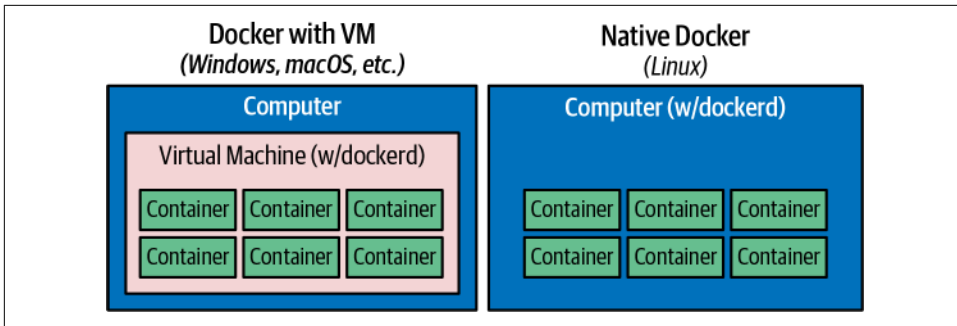 Docker with VM
(Windows, macOS, etc.)
Computer
Virtual Machine (w/dockerd)
Container Container Container
Container Container Container
Native Docker
(Linux)
Computer (w/dockerd)
Container Container Container
Container Container Container